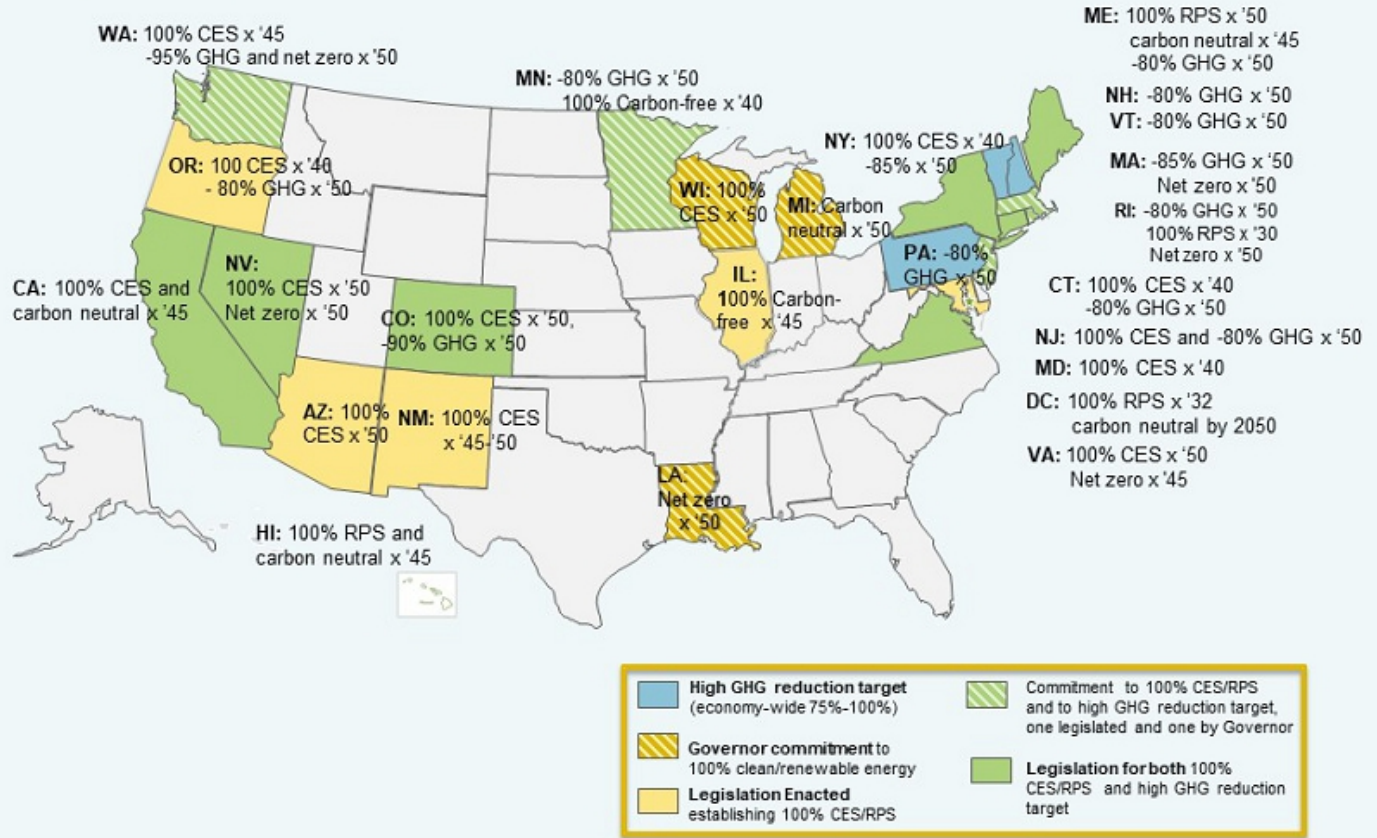 WA: 100% CES x '45
-95% GHG and net zero x '50
MN: -80% GHG x '50
100% Carbon-free x '40
ME: 100% RPS x '50
carbon neutral x '45
-80% GHG x '50
NH: -80% GHG x '50
VT: -80% GHG x '50
NY: 100% CES x '40
-85% x '50
MA: -85% GHG x '50
Net zero x '50
OR: 100 CES x '40
- 80% GHG x '50
WI: 100%
CES x '50
MI: Carbon
neutral x '50
RI: -80% GHG x '50
100% RPS x '30
Net zero x '50
PA: -80%
GHG x '50
NV:
100% CES x '50
Net zero x '50
CA: 100% CES and
carbon neutral x '45
IL:
100% Carbon-
free x '45
CO: 100% CES x '50,
-90% GHG x '50
CT: 100% CES x '40
-80% GHG x '50
NJ: 100% CES and -80% GHG x '50
MD: 100% CES x '40
DC: 100% RPS x '32
carbon neutral by 2050
VA: 100% CES x '50
Net zero x '45
AZ: 100%
CES x '50
NM: 100% CES
x '45-'50
LA:
Net zero
x '50
HI: 100% RPS and
carbon neutral x '45
High GHG reduction target
(economy-wide 75%-100%)
Governor commitment to
100% clean/renewable energy
Legislation Enacted
establishing 100% CES/RPS
Commitment to 100% CES/RPS
and to high GHG reduction target,
one legislated and one by Governor
Legislation for both 100%
CES/RPS and high GHG reduction
target